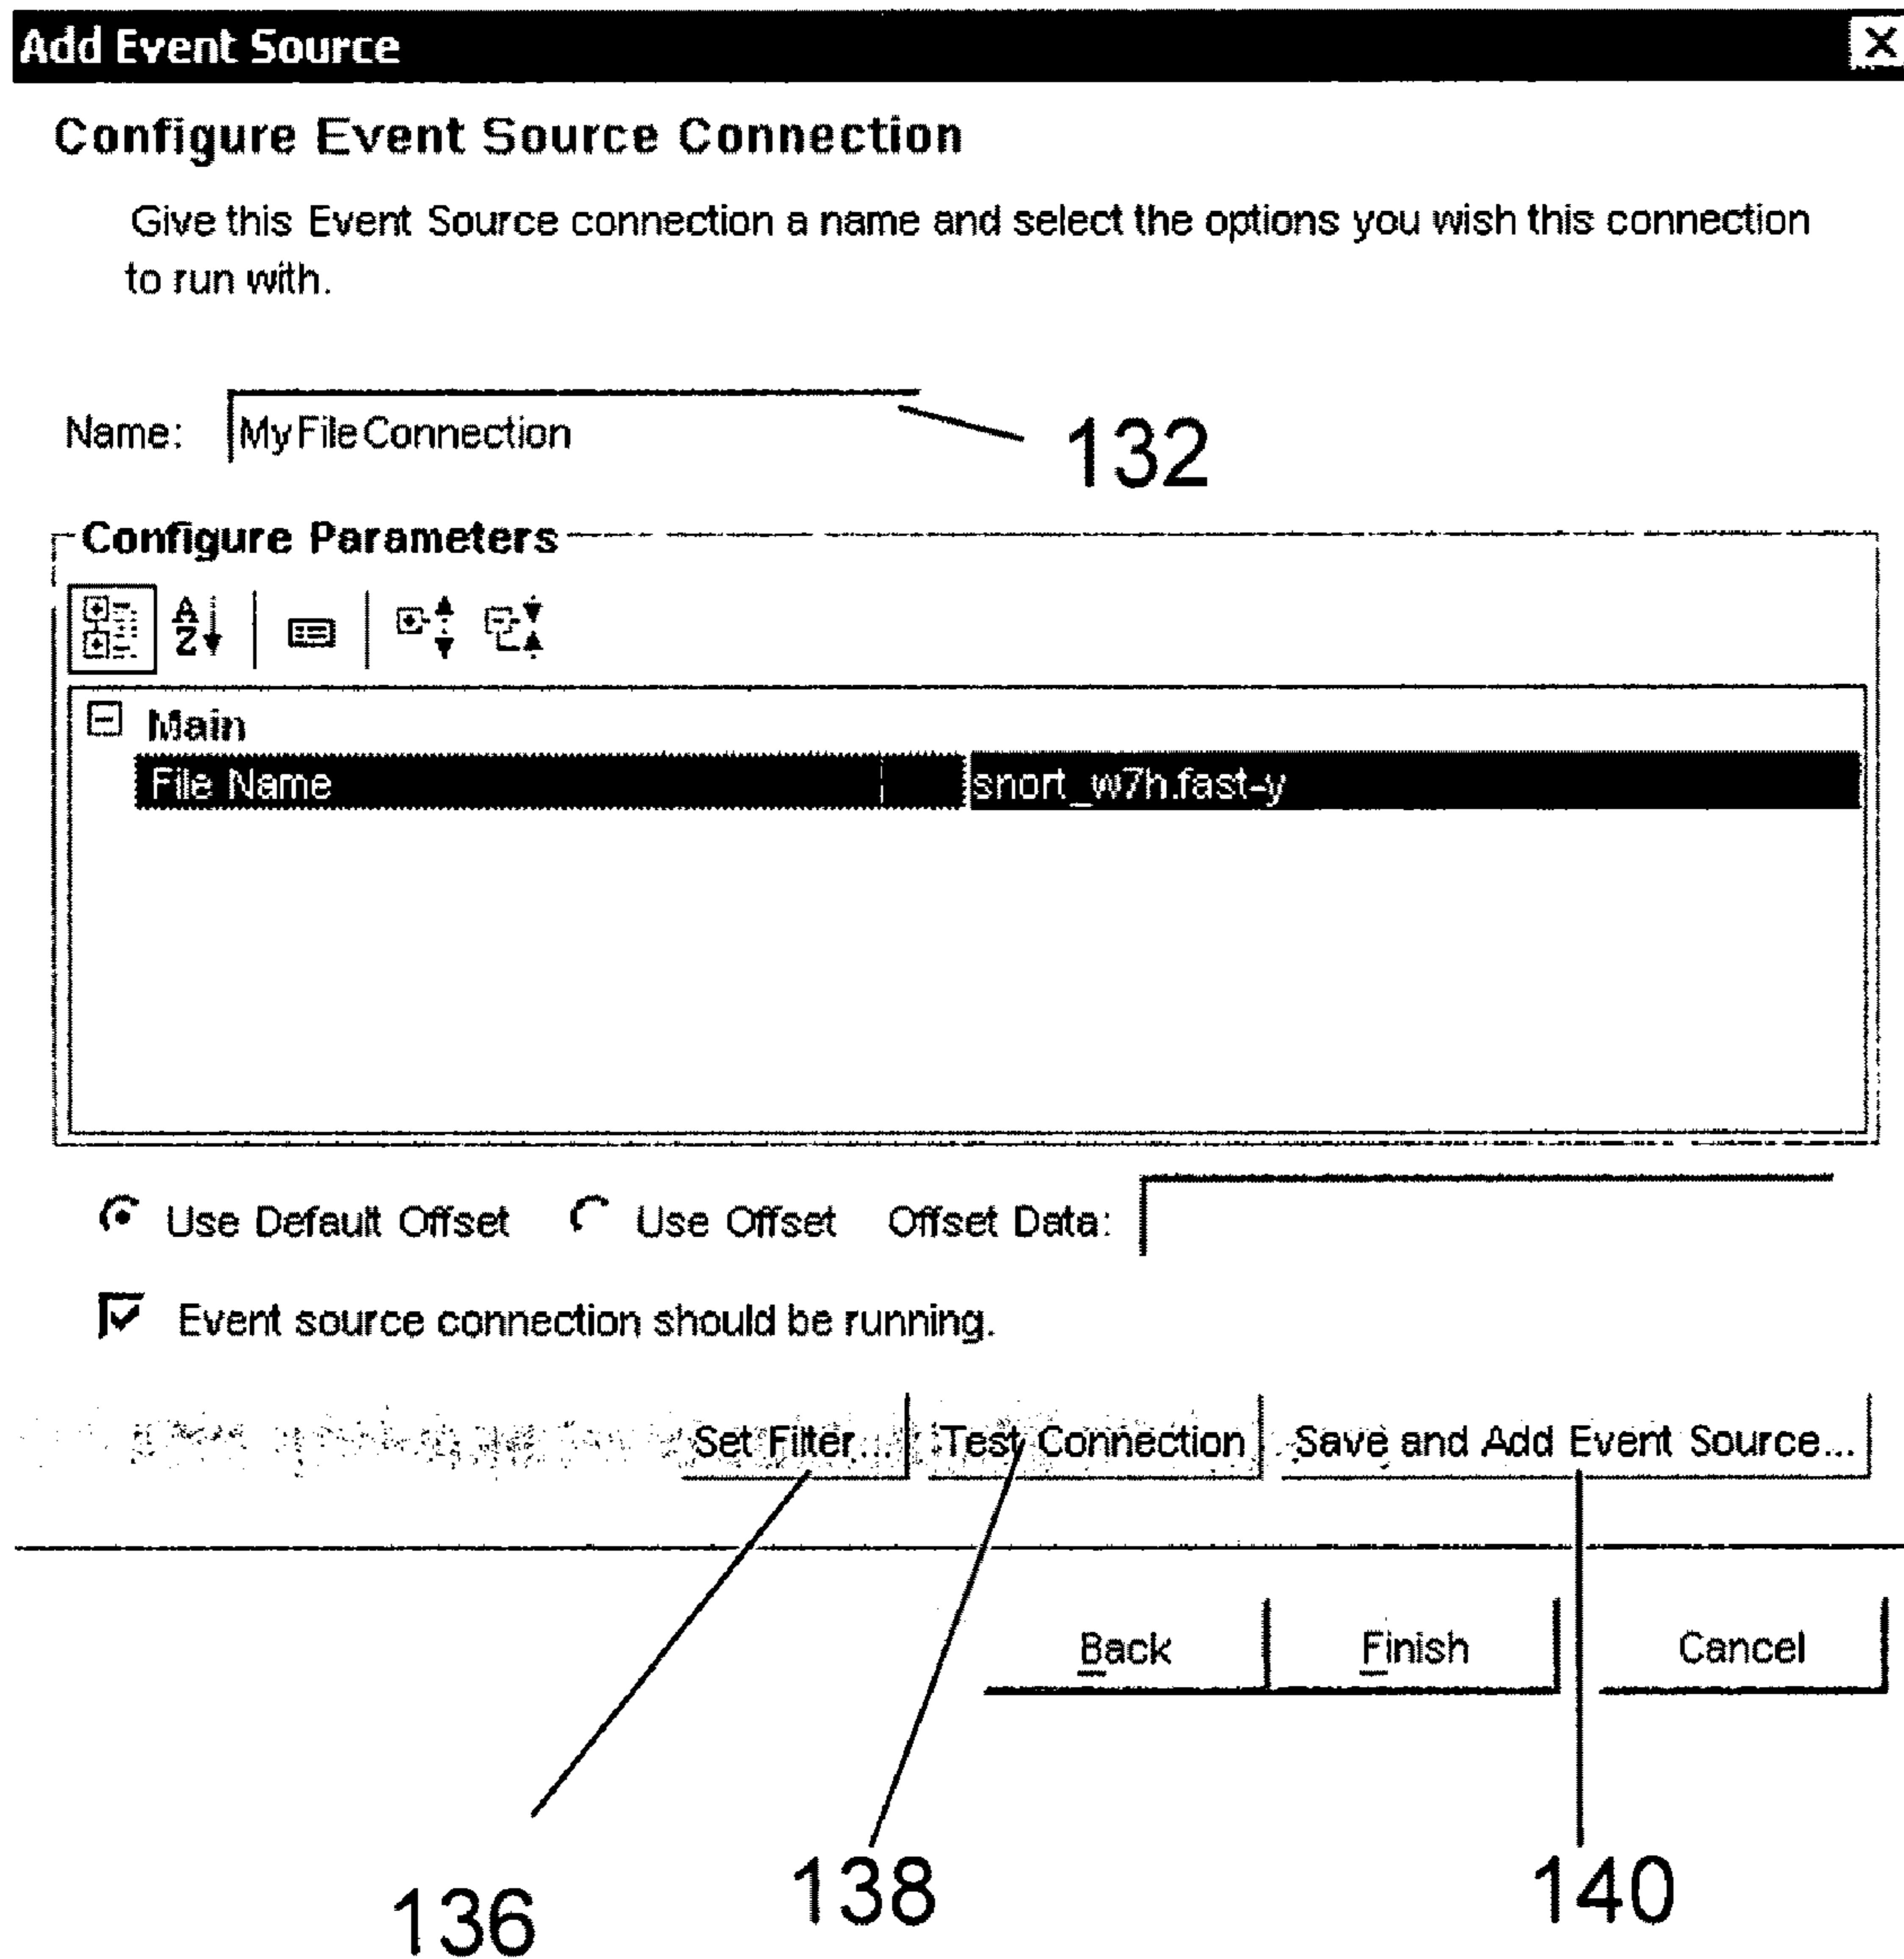 Add Event Source
Configure Event Source Connection
Give this Event Source connection a name and select the options you wish this connection
to run with.
Name: My File Connection
132
Configure Parameters
A
Z
Main
File Name snort_w7h.fast-y
Use Default Offset Use Offset Offset Data:
Event source connection should be running.
Set Filter... Test Connection Save and Add Event Source...
Back Finish Cancel
136 138 140